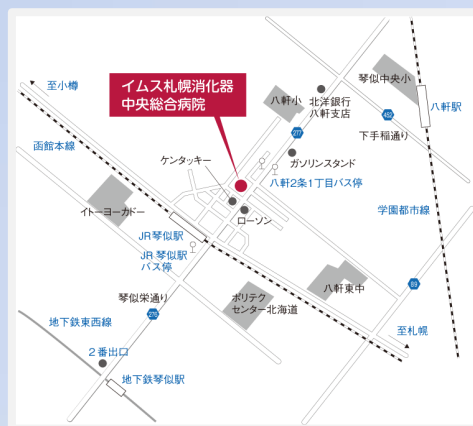 イムス札幌消化器
中央総合病院
至小樽
函館本線
八軒小
北洋銀行
八軒支店
琴似中央小
八軒駅
452
277
下手稲通り
ケンタッキー
ガソリンスタンド
八軒2条1丁目バス停
イトーヨーカドー
ローソン
学園都市線
JR琴似駅
JR 琴似駅
バス停
八軒東中
89
琴似栄通り
ポリテク
センター北海道
276
地下鉄東西線
至札幌
2番出口
地下鉄琴似駅